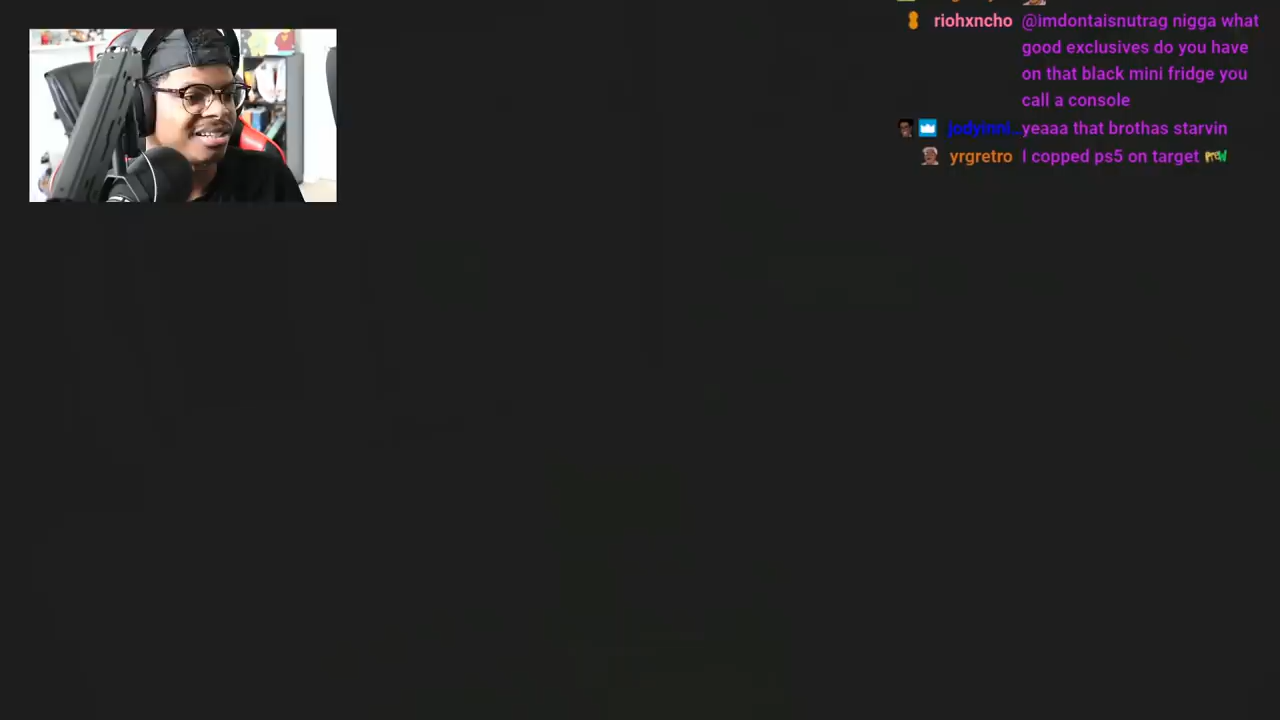 riohxncho @imdontaisnutrag nigga what
good exclusives do you have
on that black mini fridge you
call a console
jodyinni... yeaaa that brothas starvin
yrgretro I copped ps5 on target